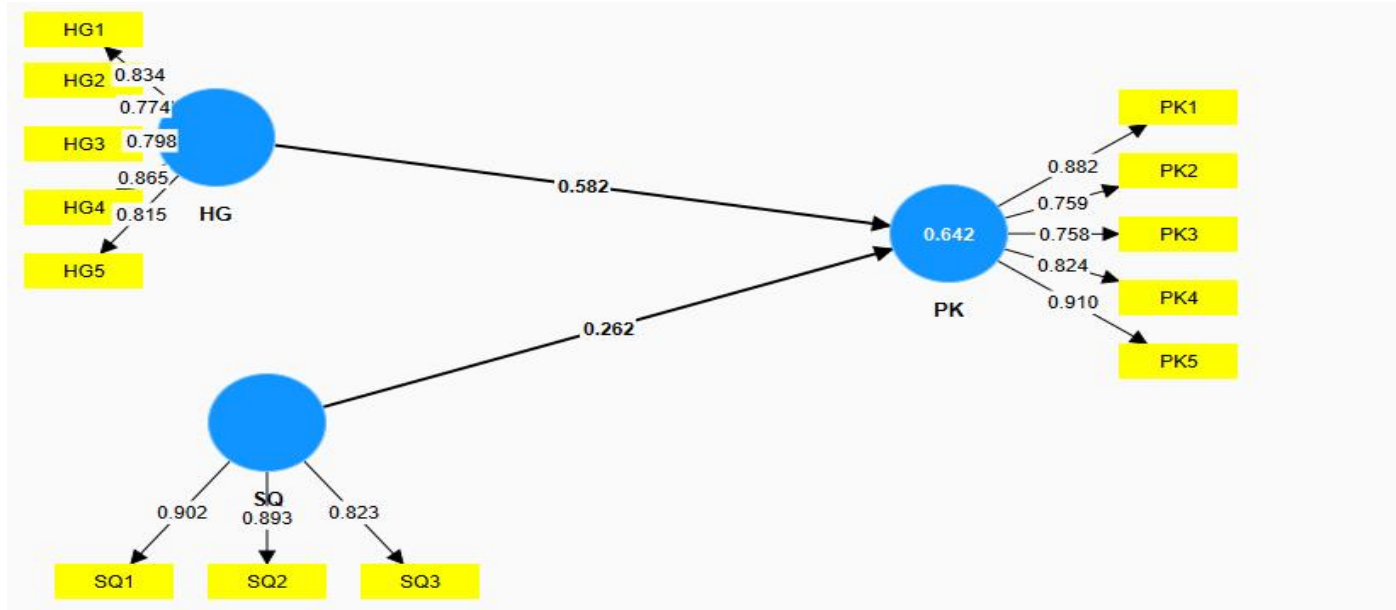 HG1
0.834
HG2
0.774
HG3
0.798
0.865
HG4
0.815
HG
HG5
0.582
0.262
0.642
PK
0.882
0.759
0.758
0.824
0.910
PK1
PK2
PK3
PK4
PK5
SQ
0.902
0.893
0.823
SQ1
SQ2
SQ3